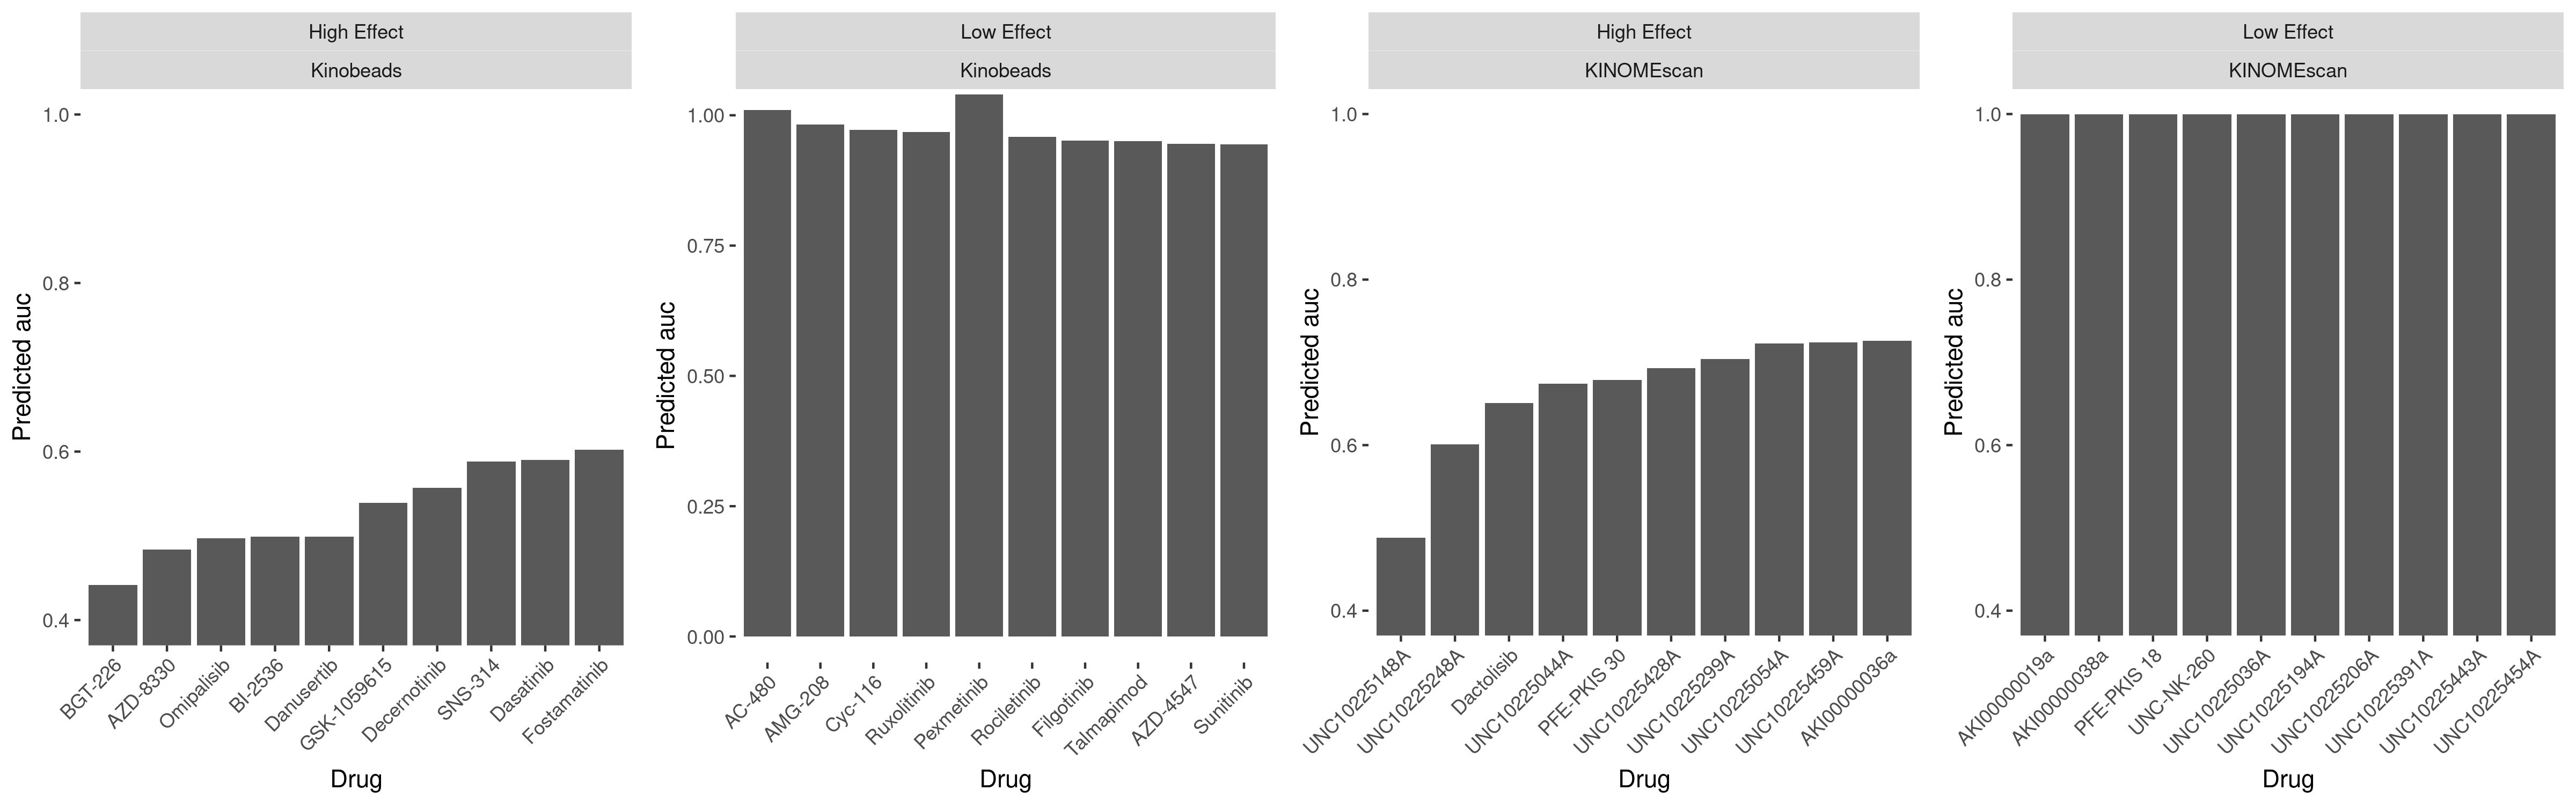 High Effect
Kinobeads
Predicted auc
1.0
0.8
0.6
0.4
BGT-226
AZD-8330
Omipalisib
BI-2536
Danusertib
GSK-1059615
Decernotinib
SNS-314
Dasatinib
Fostamatinib
Drug
Low Effect
Kinobeads
Predicted auc
1.00
0.75
0.50
0.25
0.00
AC-480
AMG-208
Cyc-116
Ruxolitinib
Pexmetinib
Rociletinib
Filgotinib
Talmapimod
AZD-4547
Sunitinib
Drug
High Effect
KINOMEscan
Predicted auc
1.0
0.8
0.6
0.4
UNC10225148A
UNC10225248A
Dactolisib
UNC10225044A
PFE-PKIS 30
UNC10225428A
UNC10225299A
UNC10225054A
UNC10225459A
AKI00000036a
Drug
Low Effect
KINOMEscan
Predicted auc
1.0
0.8
0.6
0.4
AKI00000019a
AKI00000038a
PFE-PKIS 18
UNC-NK-260
UNC10225036A
UNC10225194A
UNC10225206A
UNC10225391A
UNC10225443A
UNC10225454A
Drug